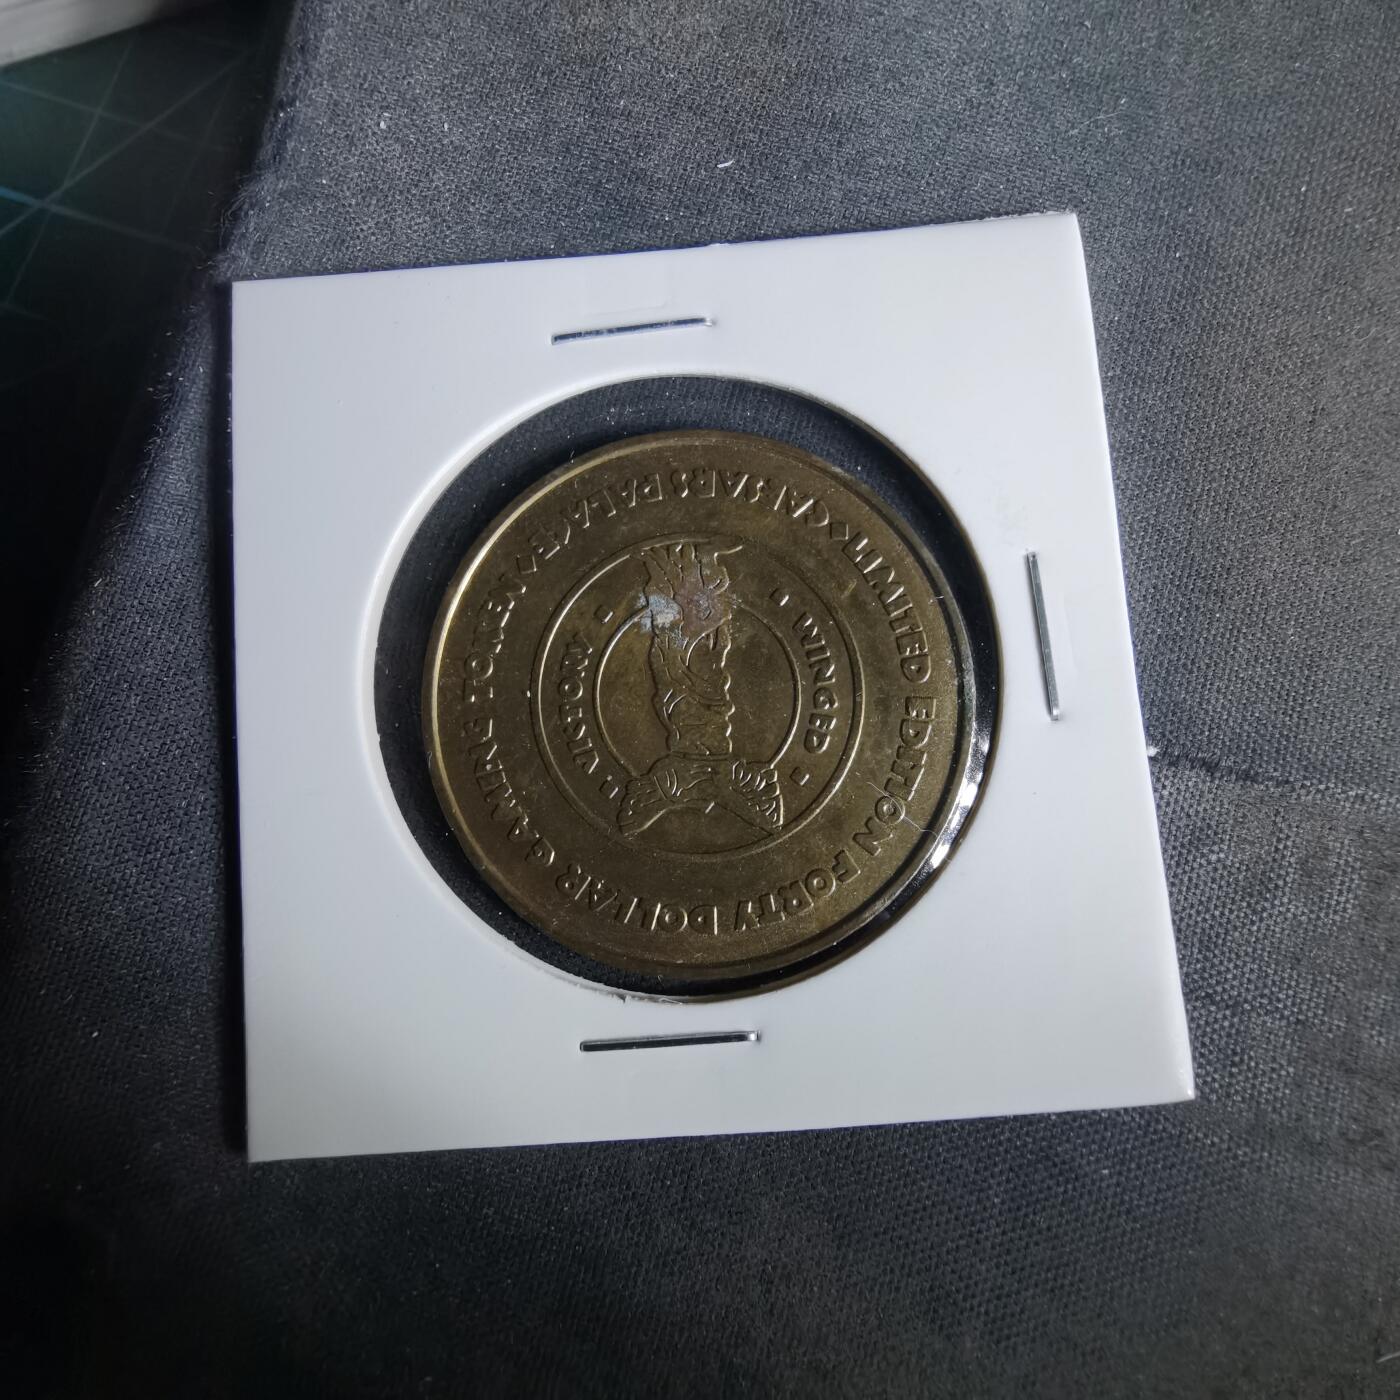 CAESARS PALACE
LIMITED EDITION FORTY DOLLAR GAMING TOKEN
WINGED
VICTORY